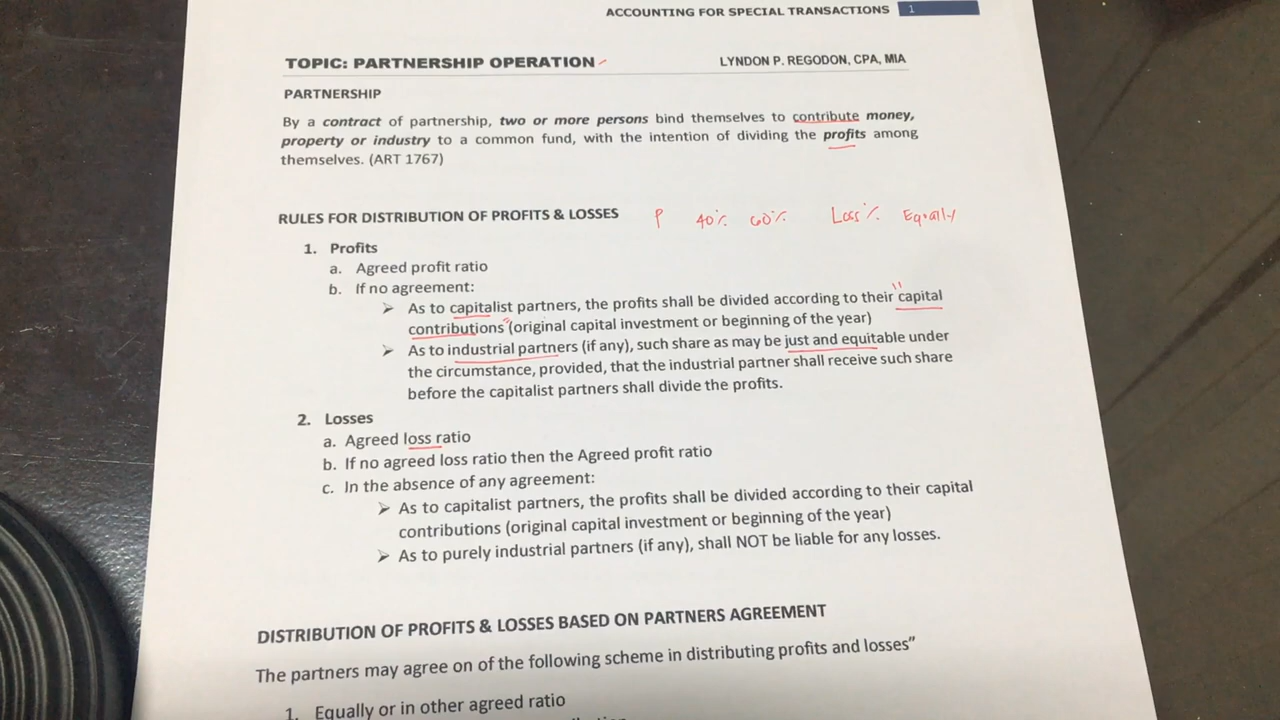 ACCOUNTING FOR SPECIAL TRANSACTIONS 1
TOPIC: PARTNERSHIP OPERATION LYNDON P. REGODON, CPA, MIA
PARTNERSHIP
By a contract of partnership, two or more persons bind themselves to contribute money,
property or industry to a common fund, with the intention of dividing the profits among
themselves. (ART 1767)
RULES FOR DISTRIBUTION OF PROFITS & LOSSES P 40% 60% Loss % Equally
1. Profits
a. Agreed profit ratio
b. If no agreement:
➢ As to capitalist partners, the profits shall be divided according to their "capital
contributions" (original capital investment or beginning of the year)
➢ As to industrial partners (if any), such share as may be just and equitable under
the circumstance, provided, that the industrial partner shall receive such share
before the capitalist partners shall divide the profits.
2. Losses
a. Agreed loss ratio
b. If no agreed loss ratio then the Agreed profit ratio
c. In the absence of any agreement:
➢ As to capitalist partners, the profits shall be divided according to their capital
contributions (original capital investment or beginning of the year)
➢ As to purely industrial partners (if any), shall NOT be liable for any losses.
DISTRIBUTION OF PROFITS & LOSSES BASED ON PARTNERS AGREEMENT
The partners may agree on of the following scheme in distributing profits and losses"
1. Equally or in other agreed ratio